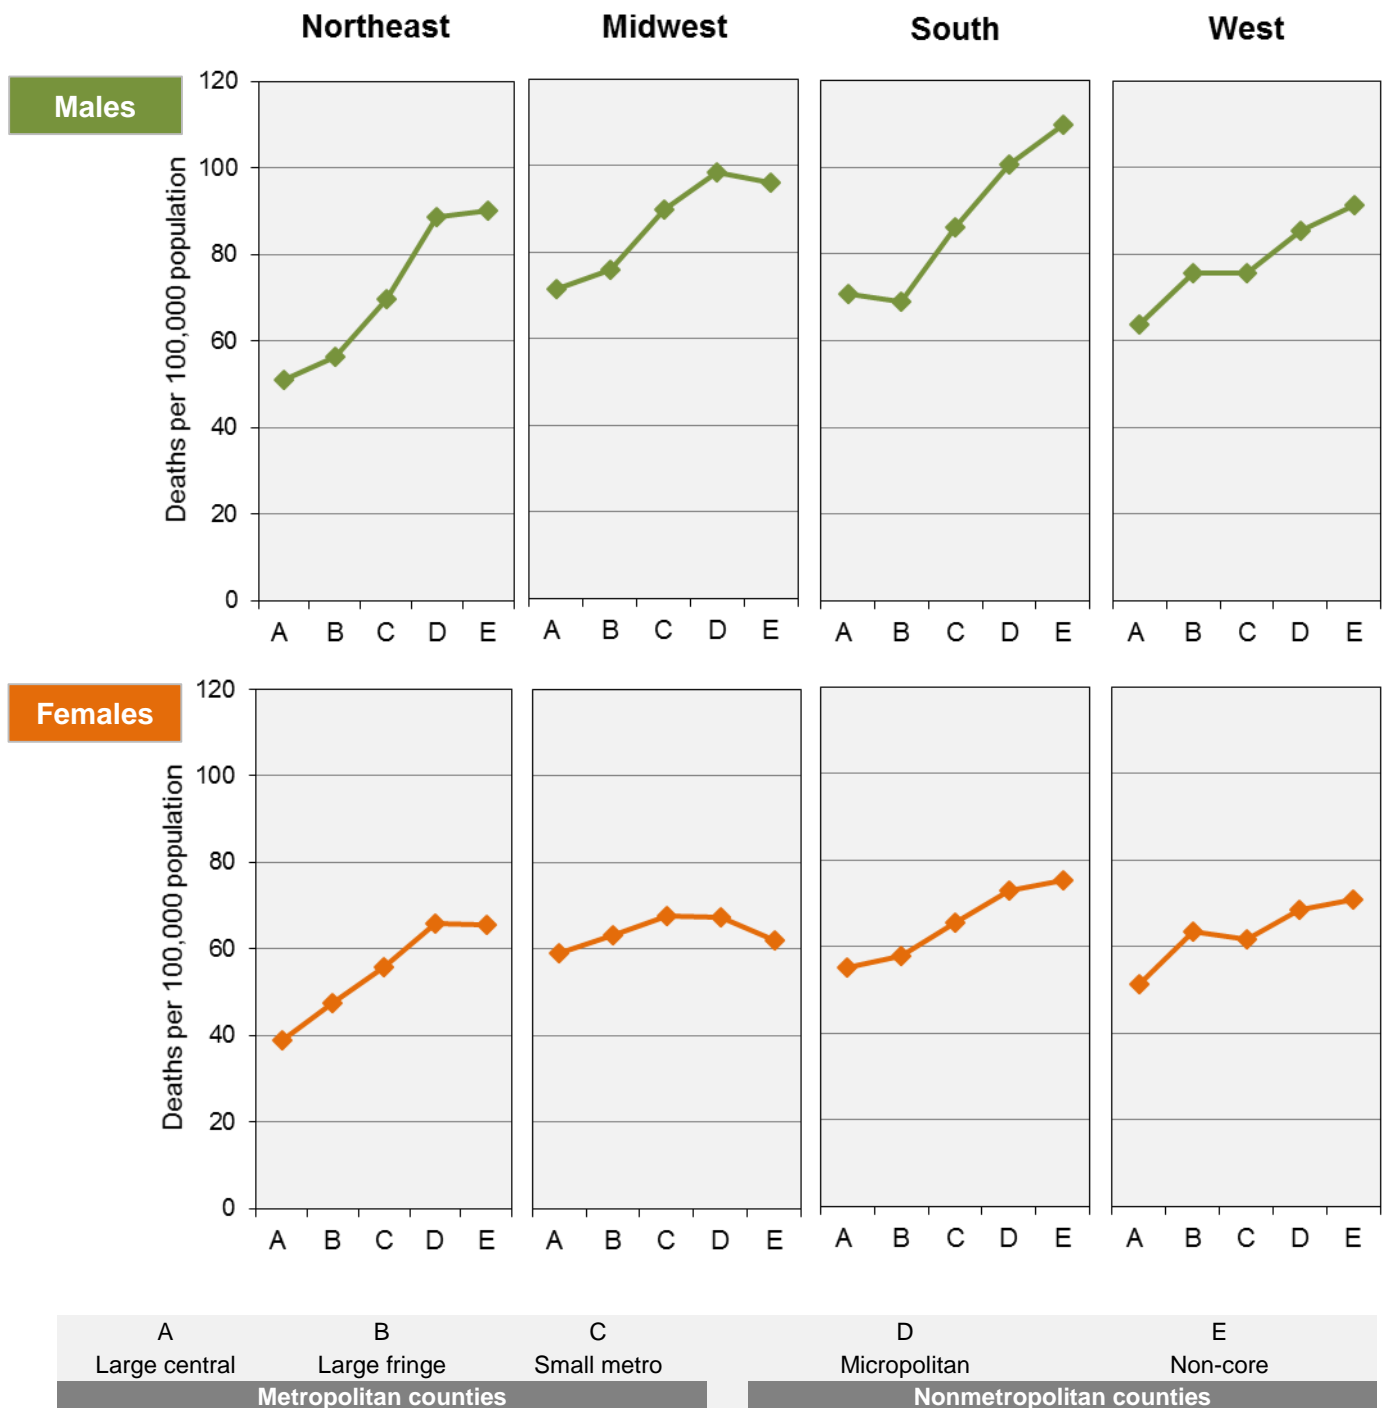 Northeast Midwest South West
Males
Deaths per 100,000 population
120
100
80
60
40
20
0
A B C D E A B C D E A B C D E A B C D E
Females
Deaths per 100,000 population
120
100
80
60
40
20
0
A B C D E A B C D E A B C D E A B C D E
A B C D E
Large central Large fringe Small metro Micropolitan Non-core
Metropolitan counties Nonmetropolitan counties